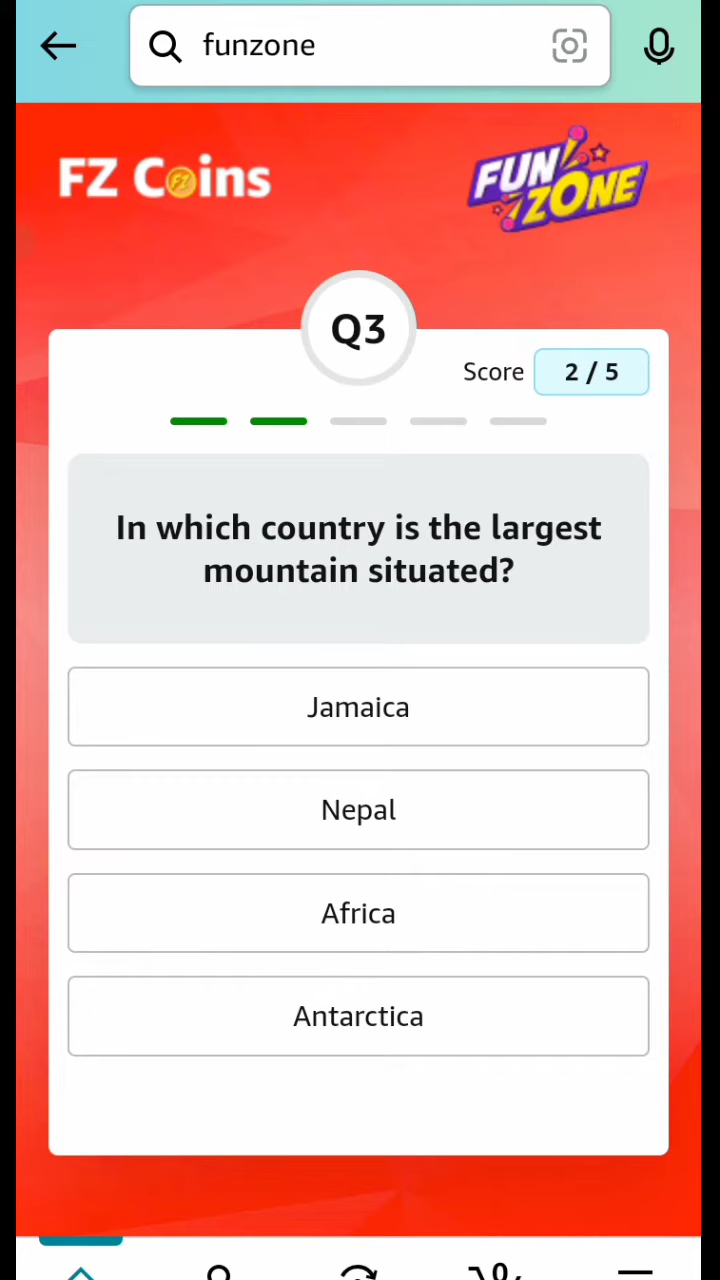 funzone
FZ Coins
FUN
ZONE
Q3
Score 2 / 5
In which country is the largest
mountain situated?
Jamaica
Nepal
Africa
Antarctica